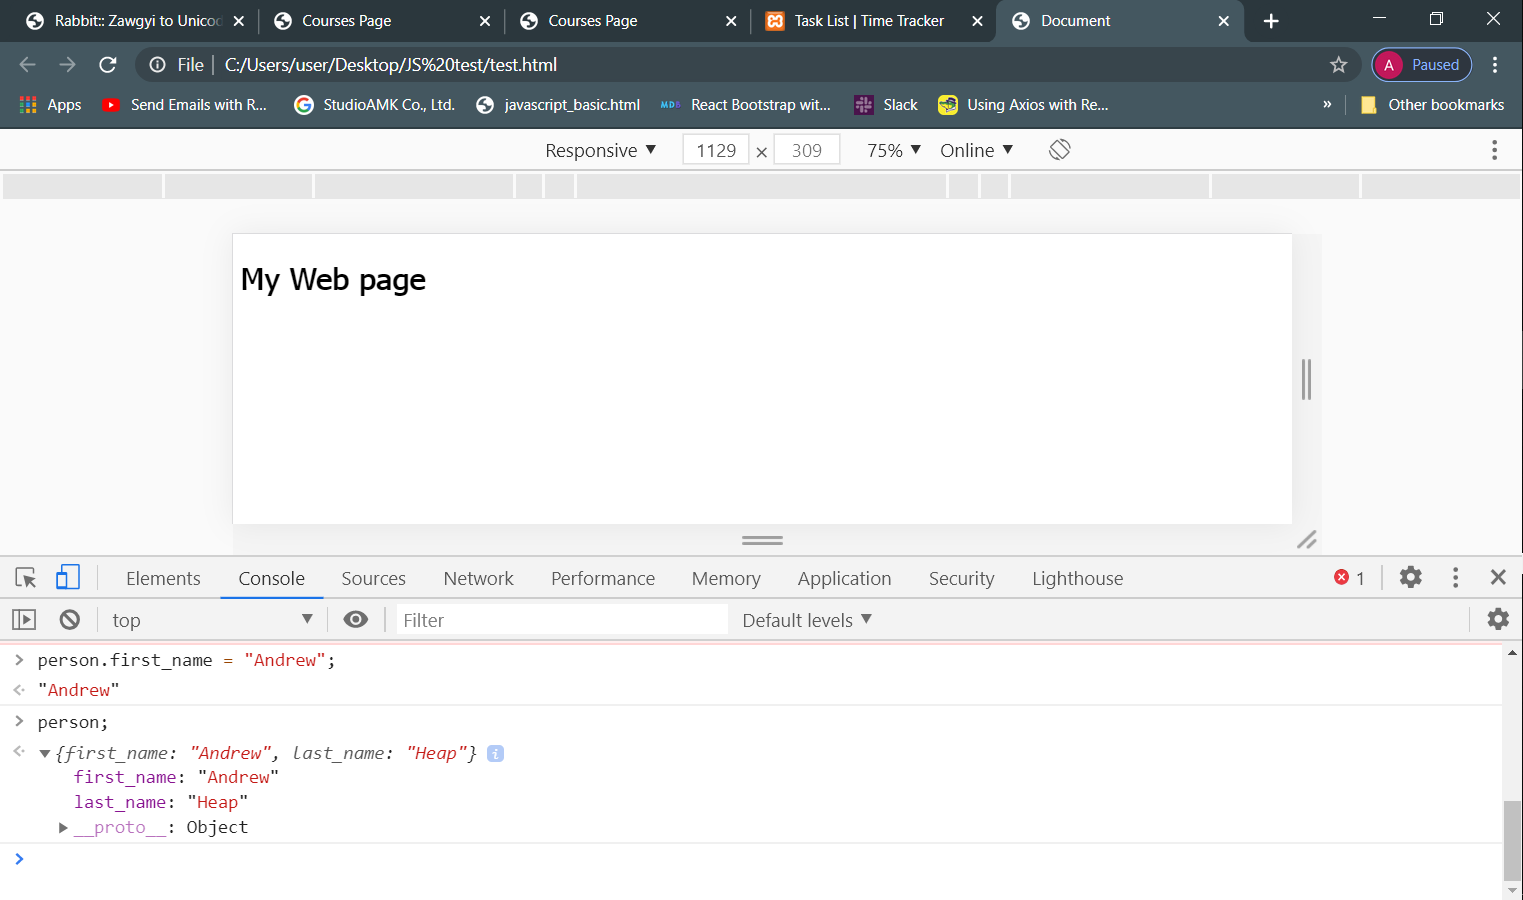 Rabbit:: Zawgyi to Unicod
Courses Page
Courses Page
Task List | Time Tracker
Document
File
C:/Users/user/Desktop/JS%20test/test.html
A
Paused
Apps
Send Emails with R...
StudioAMK Co., Ltd.
javascript_basic.html
MDB
React Bootstrap wit...
Slack
Using Axios with Re...
»
Other bookmarks
Responsive ▼
1129 × 309
75% ▼
Online ▼
My Web page
Elements
Console
Sources
Network
Performance
Memory
Application
Security
Lighthouse
1
top ▼
Filter
Default levels ▼
> person.first_name = "Andrew";
"Andrew"
> person;
▼ {first_name: "Andrew", last_name: "Heap"} i
first_name: "Andrew"
last_name: "Heap"
▶ __proto__: Object
>